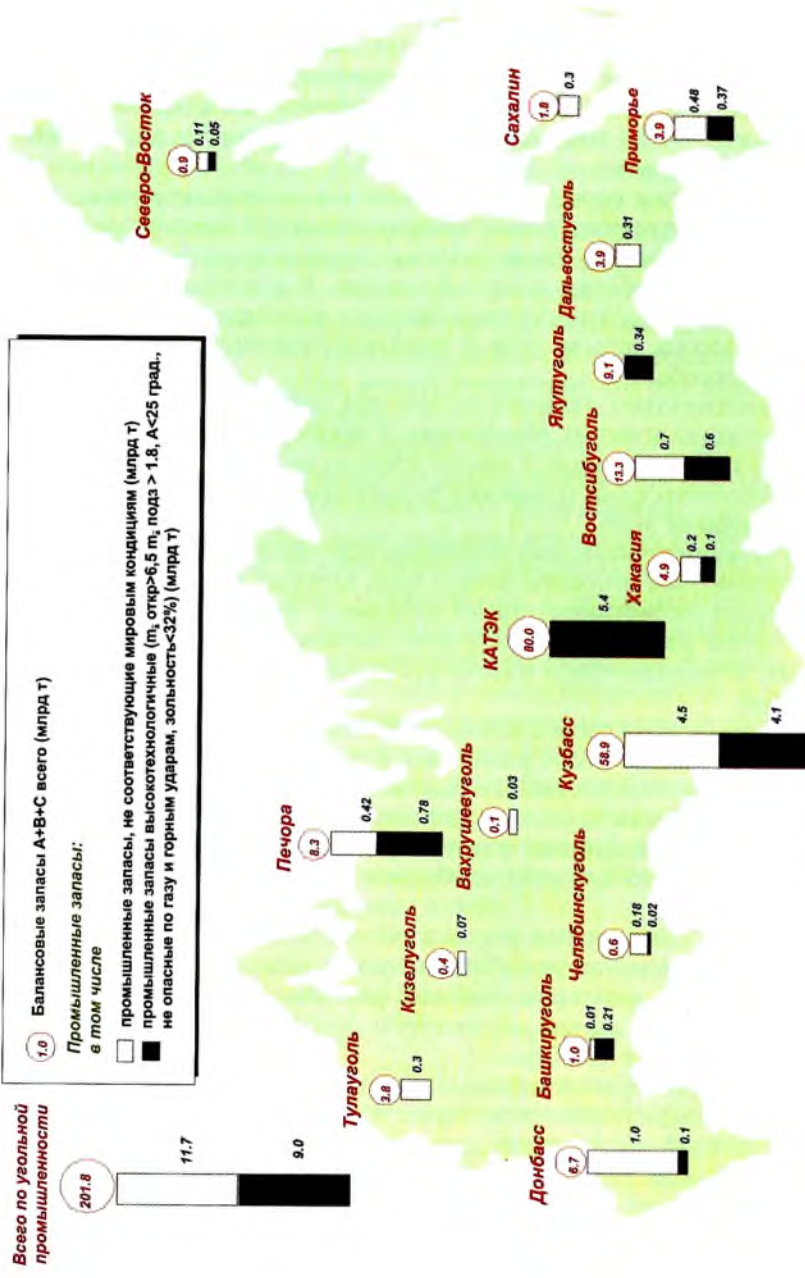 Всего по угольной
промышленности
201.8
11.7
9.0
1.0 Балансовые запасы А+В+С всего (млрд т)
Промышленные запасы:
в том числе
промышленные запасы, не соответствующие мировым кондициям (млрд т)
промышленные запасы высокотехнологичные (m, откр>6,5 m, подз > 1.8, А<25 град.,
не опасные по газу и горным ударам, зольность<32%) (млрд т)
Северо-Восток
0.9
0.11
0.05
Тулауголь
3.8
0.3
Кизелуголь
0.4
0.07
Печора
8.3
0.42
0.78
Вахрушевуголь
0.1
0.03
КАТЭК
80.0
5.4
Якутуголь
9.1
0.34
Дальвостуголь
3.9
0.31
Сахалин
1.8
0.3
Донбасс
6.7
1.0
0.1
Башкируголь
1.0
0.01
0.21
Челябинскуголь
0.6
0.18
0.02
Кузбасс
58.9
4.5
4.1
Хакасия
4.9
0.2
0.1
Востсибуголь
13.3
0.7
0.6
Приморье
3.9
0.48
0.37